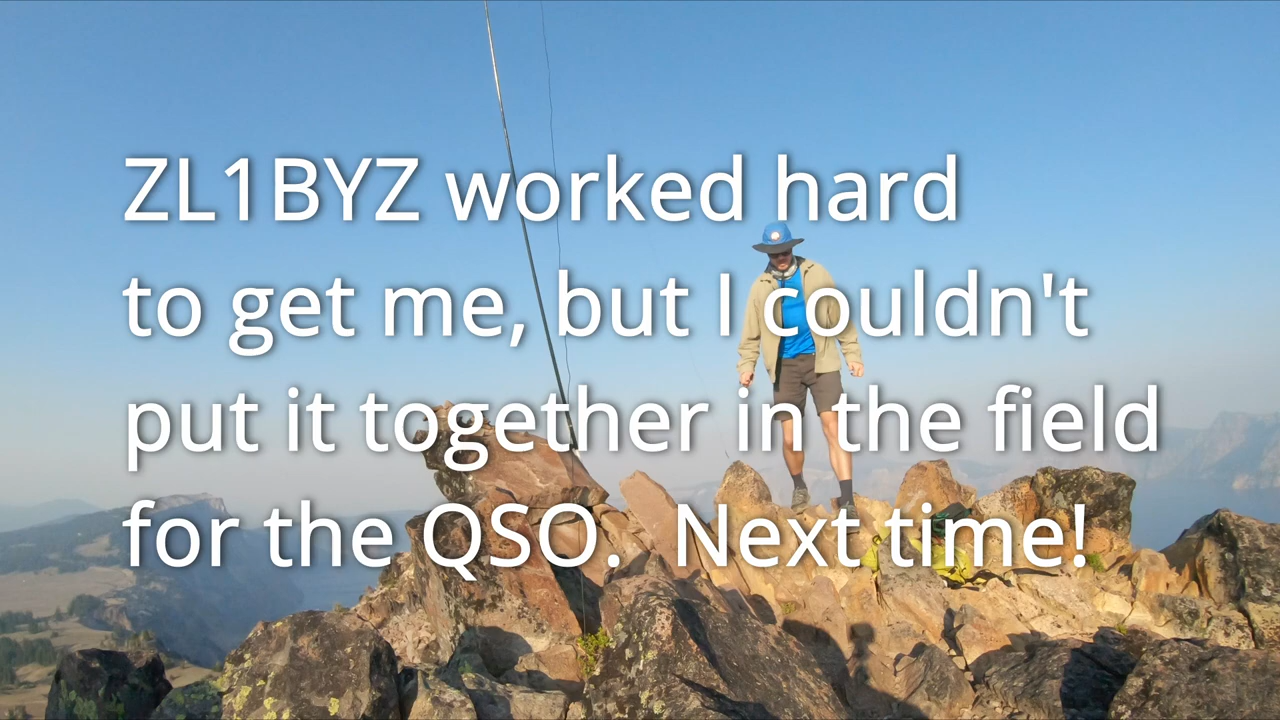 ZL1BYZ worked hard
to get me, but I couldn't
put it together in the field
for the QSO.  Next time!